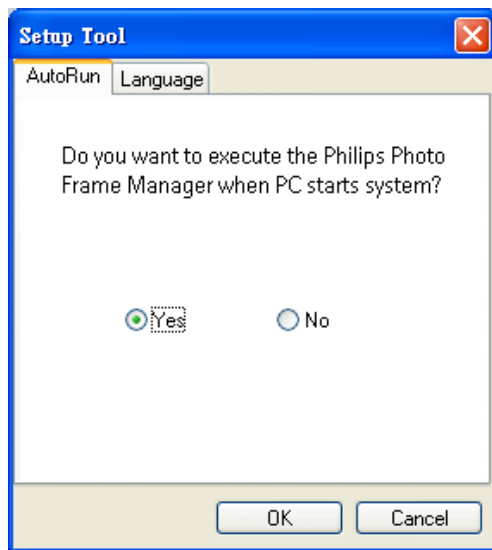 Setup Tool
AutoRun Language
Do you want to execute the Philips Photo
Frame Manager when PC starts system?
Yes No
OK Cancel